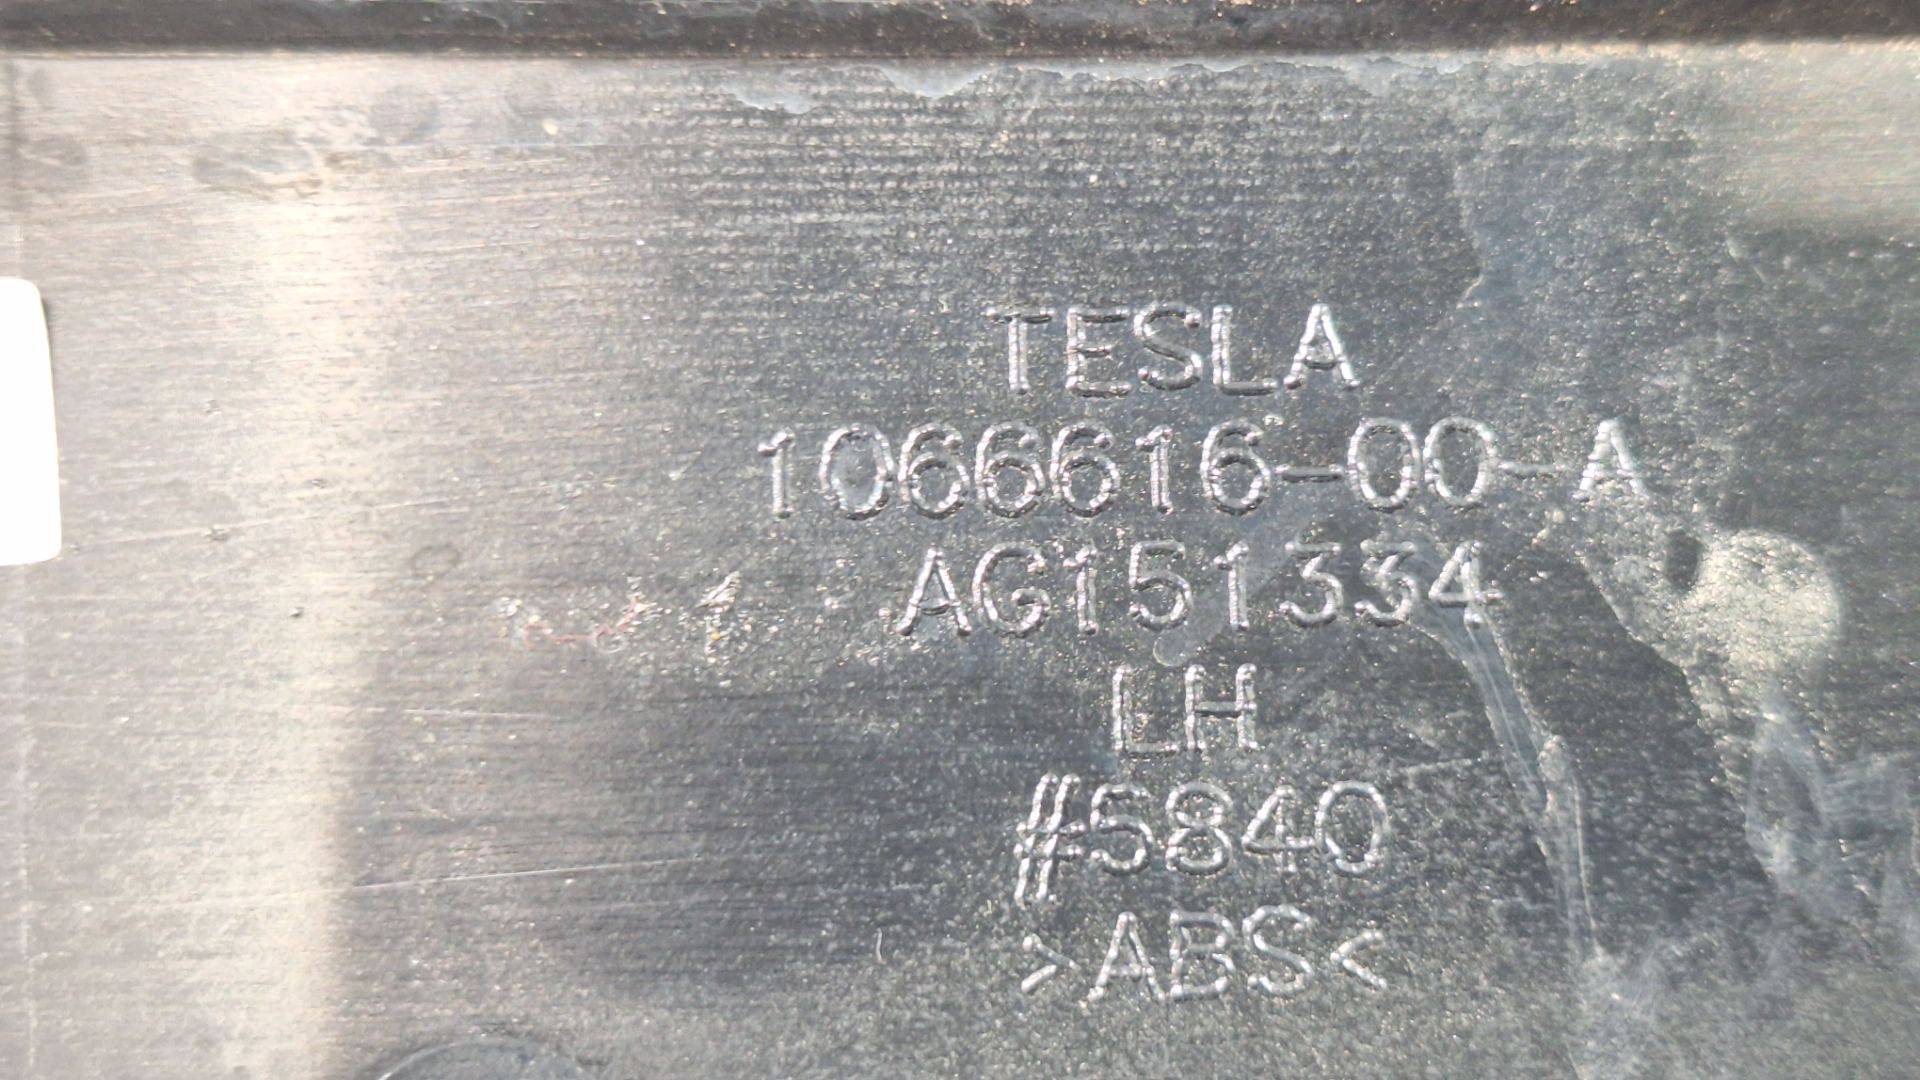 TESLA
1066616-00-A
AG151334
LH
#5840
>ABS<